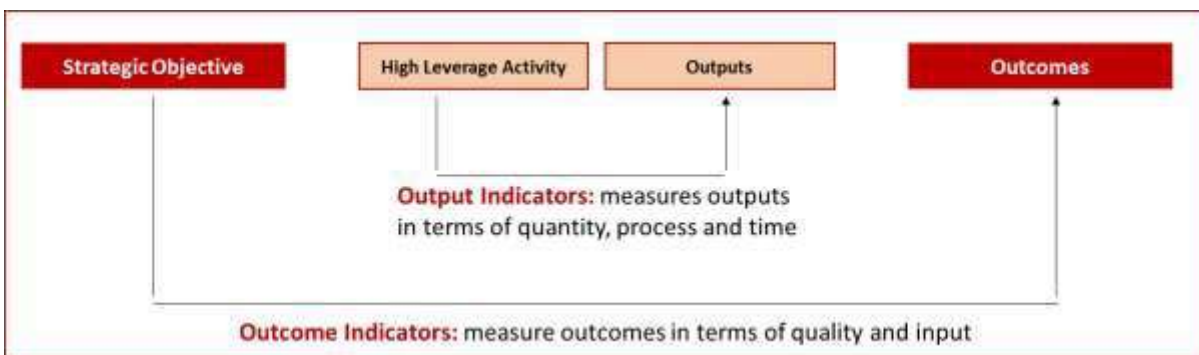 Strategic Objective
High Leverage Activity
Outputs
Outcomes
Output Indicators: measures outputs
in terms of quantity, process and time
Outcome Indicators: measure outcomes in terms of quality and input